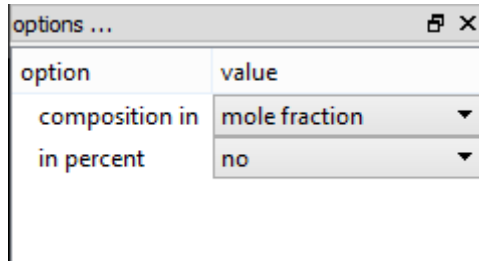 options ...
option value
composition in mole fraction
in percent no